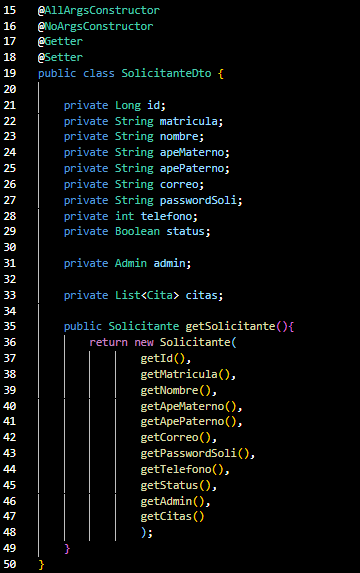 15 @AllArgsConstructor
16 @NoArgsConstructor
17 @Getter
18 @Setter
19 public class SolicitanteDto {
20
21     private Long id;
22     private String matricula;
23     private String nombre;
24     private String apeMaterno;
25     private String apePaterno;
26     private String correo;
27     private String passwordSoli;
28     private int telefono;
29     private Boolean status;
30
31     private Admin admin;
32
33     private List<Cita> citas;
34
35     public Solicitante getSolicitante(){
36         return new Solicitante(
37                 getId(),
38                 getMatricula(),
39                 getNombre(),
40                 getApeMaterno(),
41                 getApePaterno(),
42                 getCorreo(),
43                 getPasswordSoli(),
44                 getTelefono(),
45                 getStatus(),
46                 getAdmin(),
47                 getCitas()
48                 );
49     }
50 }